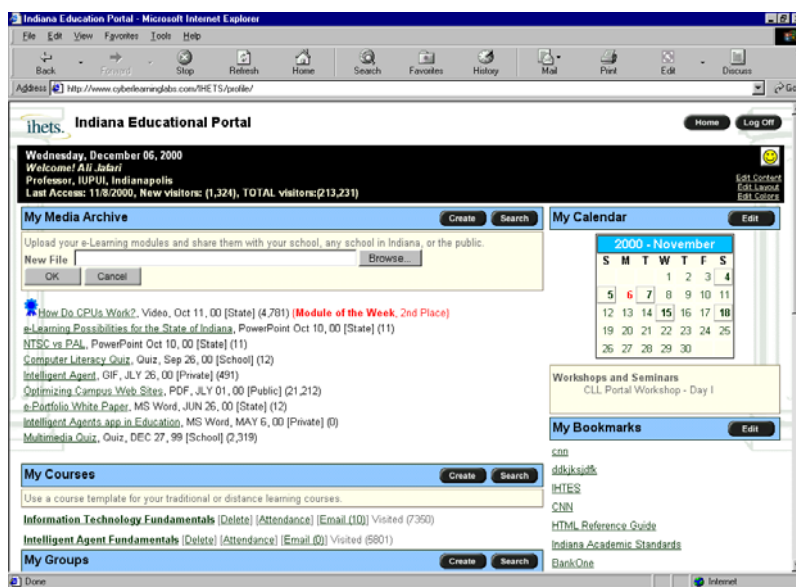 Indiana Education Portal - Microsoft Internet Explorer
File Edit View Favorites Tools Help
Back Forward Stop Refresh Home Search Favorites History Mail Print Edit Discuss
Address http://www.cyberlearninglabs.com/IHETS/profile/ Go
ihets. Indiana Educational Portal Home Log Off
Wednesday, December 06, 2000
Welcome! Ali Jafari
Professor, IUPUI, Indianapolis
Last Access: 11/8/2000, New visitors: (1,324), TOTAL visitors:(213,231)
Edit Content
Edit Layout
Edit Colors
My Media Archive Create Search
Upload your e-Learning modules and share them with your school, any school in Indiana, or the public.
New File Browse...
OK Cancel
How Do CPUs Work?, Video, Oct 11, 00 [State] (4,781) (Module of the Week, 2nd Place)
e-Learning Possibilities for the State of Indiana, PowerPoint Oct 10, 00 [State] (11)
NTSC vs PAL, PowerPoint Oct 10, 00 [State] (11)
Computer Literacy Quiz, Quiz, Sep 26, 00 [School] (12)
Intelligent Agent, GIF, JLY 26, 00 [Private] (491)
Optimizing Campus Web Sites, PDF, JLY 01, 00 [Public] (21,212)
e-Portfolio White Paper, MS Word, JUN 26, 00 [State] (12)
Intelligent Agents app in Education, MS Word, MAY 6, 00 [Private] (0)
Multimedia Quiz, Quiz, DEC 27, 99 [School] (2,319)
My Courses Create Search
Use a course template for your traditional or distance learning courses.
Information Technology Fundamentals [Delete] [Attendance] [Email (10)] Visited (7350)
Intelligent Agent Fundamentals [Delete] [Attendance] [Email (0)] Visited (5801)
My Groups Create Search
My Calendar Edit
2000 - November
S M T W T F S
1 2 3 4
5 6 7 8 9 10 11
12 13 14 15 16 17 18
19 20 21 22 23 24 25
26 27 28 29 30
Workshops and Seminars
CLL Portal Workshop - Day I
My Bookmarks Edit
cnn
ddkjksjdfk
IHTES
CNN
HTML Reference Guide
Indiana Academic Standards
BankOne
Done Internet